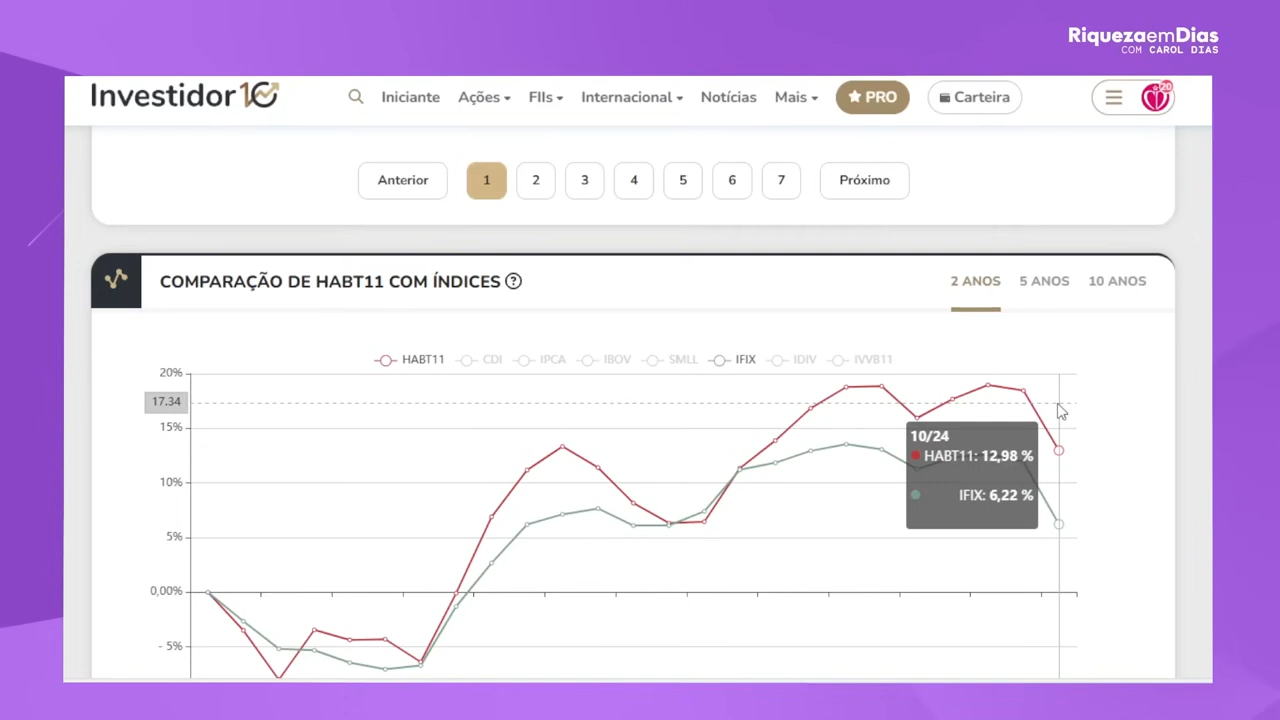 RiquezaemDias
COM CAROL DIAS
Investidor10
Iniciante
Ações
FIIs
Internacional
Notícias
Mais
PRO
Carteira
20
Anterior
1
2
3
4
5
6
7
Próximo
COMPARAÇÃO DE HABT11 COM ÍNDICES ?
2 ANOS
5 ANOS
10 ANOS
HABT11
CDI
IPCA
IBOV
SMLL
IFIX
IDIV
IVVB11
20%
17.34
15%
10%
5%
0,00%
- 5%
10/24
HABT11: 12,98 %
IFIX: 6,22 %